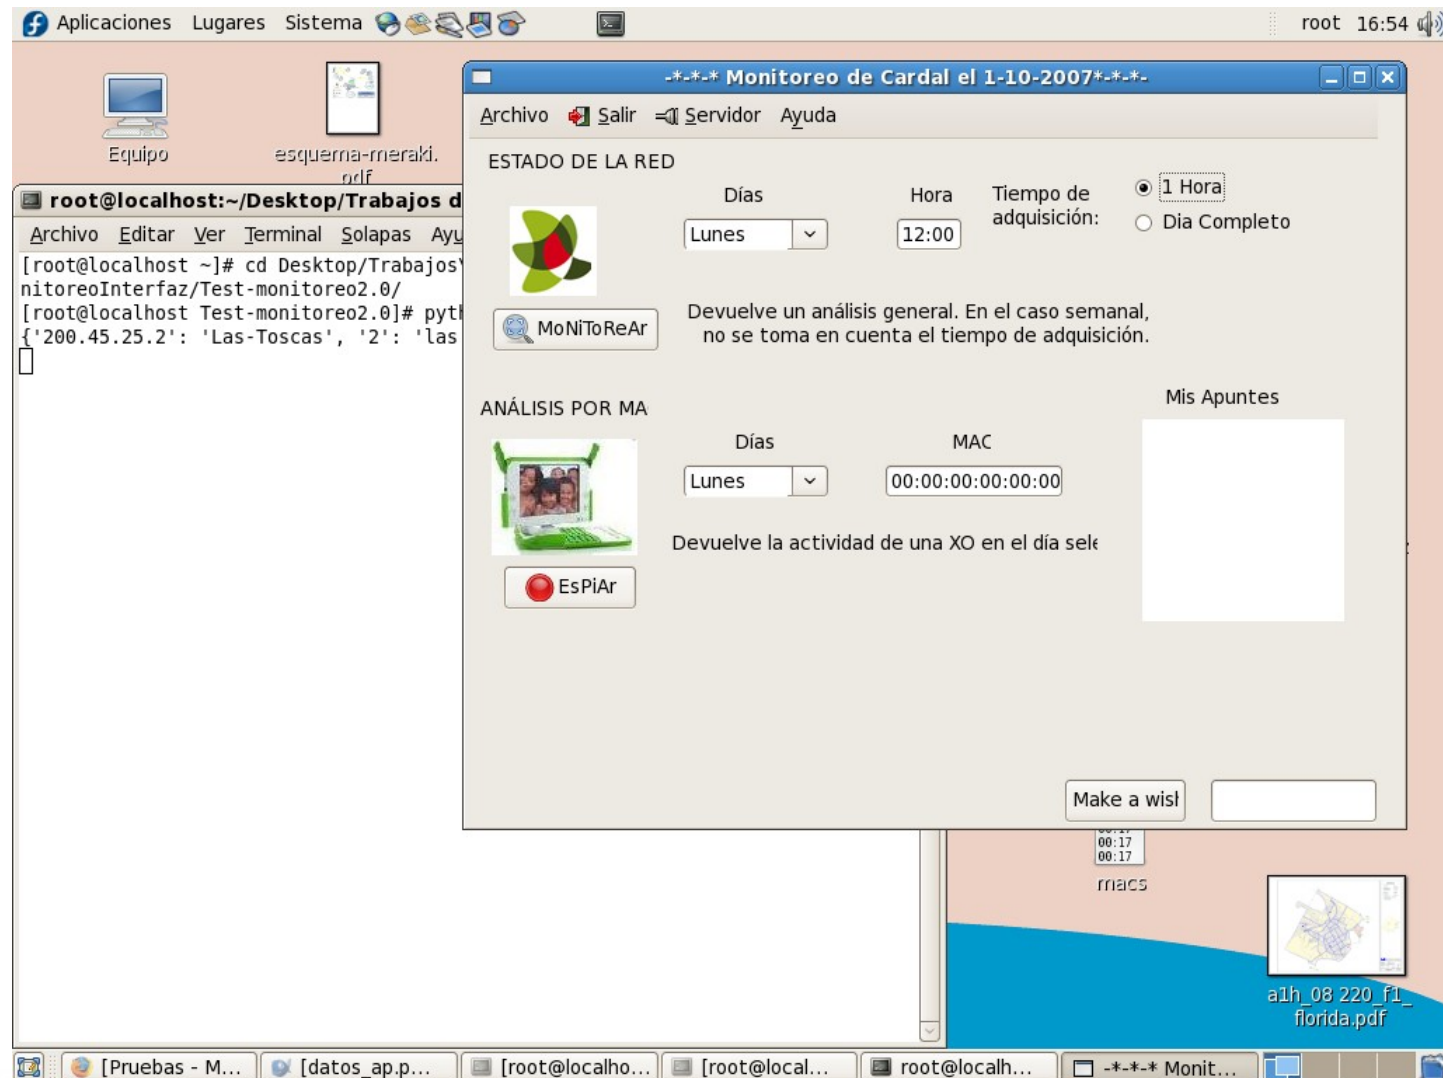 Aplicaciones Lugares Sistema root 16:54
Equipo
esquema-meraki.
pdf
root@localhost:~/Desktop/Trabajos d
Archivo Editar Ver Terminal Solapas Ayu
[root@localhost ~]# cd Desktop/Trabajos\
nitoreoInterfaz/Test-monitoreo2.0/
[root@localhost Test-monitoreo2.0]# pyth
{'200.45.25.2': 'Las-Toscas', '2': 'las
-*-*-* Monitoreo de Cardal el 1-10-2007*-*-*-
Archivo Salir Servidor Ayuda
ESTADO DE LA RED
Días Hora Tiempo de
adquisición:
1 Hora
Dia Completo
Lunes 12:00
MoNiToReAr
Devuelve un análisis general. En el caso semanal,
no se toma en cuenta el tiempo de adquisición.
ANÁLISIS POR MA
Días MAC
Mis Apuntes
Lunes 00:00:00:00:00:00
Devuelve la actividad de una XO en el día sele
EsPiAr
Make a wish
00:17
00:17
macs
a1h_08 220_f1_
florida.pdf
[Pruebas - M... [datos_ap.p... [root@localho... [root@local... root@localh... -*-*-* Monit...